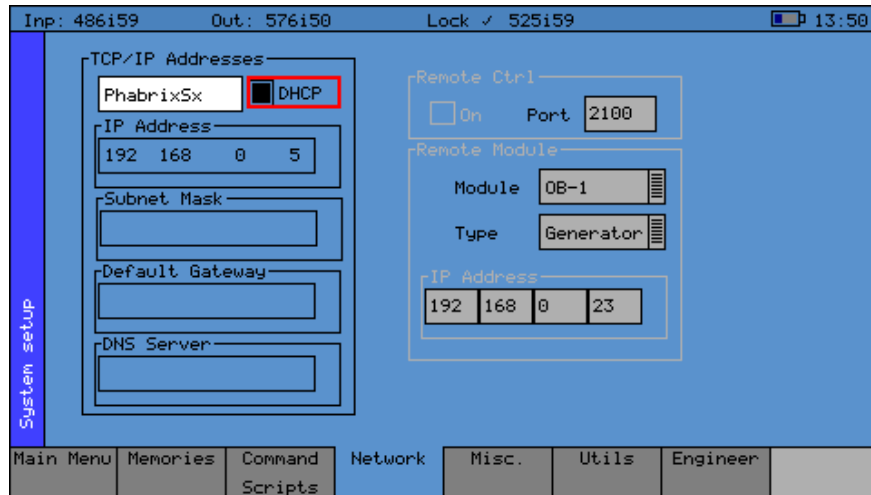 Inp: 486i59 Out: 576i50 Lock ✓ 525i59 13:50
System setup
TCP/IP Addresses
PhabrixSx DHCP
IP Address
192 168 0 5
Subnet Mask
Default Gateway
DNS Server
Remote Ctrl
On Port 2100
Remote Module
Module OB-1
Type Generator
IP Address
192 168 0 23
Main Menu Memories Command Scripts Network Misc. Utils Engineer